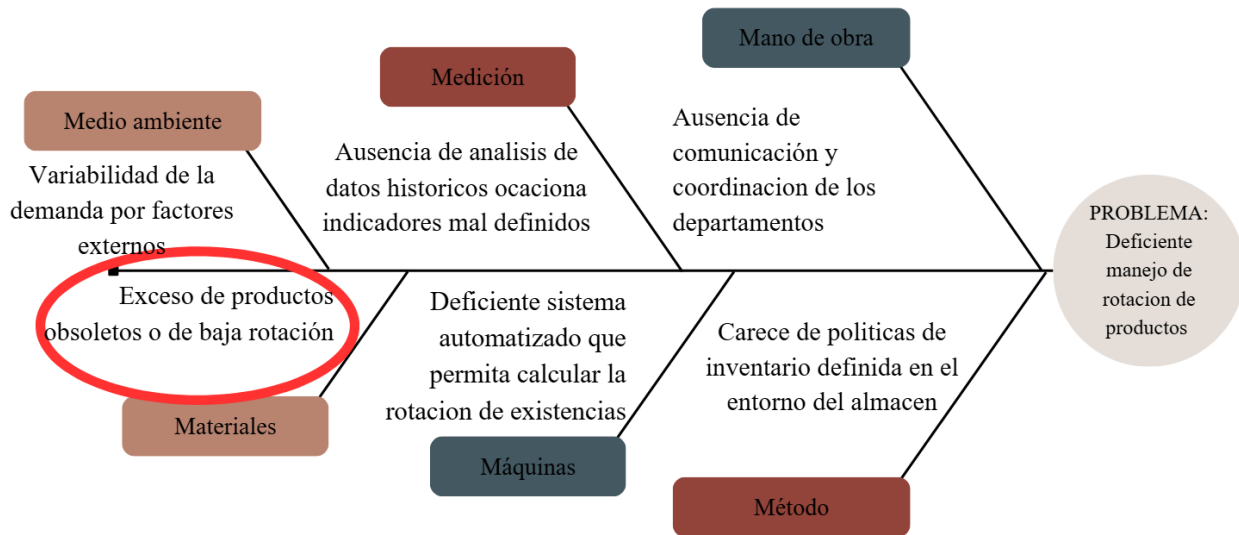 Medio ambiente
Variabilidad de la
demanda por factores
externos
Medición
Ausencia de analisis de
datos historicos ocaciona
indicadores mal definidos
Mano de obra
Ausencia de
comunicación y
coordinacion de los
departamentos
PROBLEMA:
Deficiente
manejo de
rotacion de
productos
Exceso de productos
obsoletos o de baja rotación
Materiales
Deficiente sistema
automatizado que
permita calcular la
rotacion de existencias
Máquinas
Carece de politicas de
inventario definida en el
entorno del almacen
Método